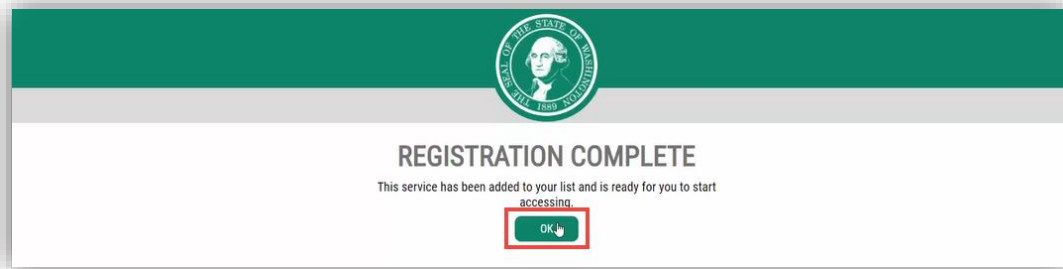 THE SEAL OF THE STATE OF WASHINGTON
1889
REGISTRATION COMPLETE
This service has been added to your list and is ready for you to start
accessing.
OK